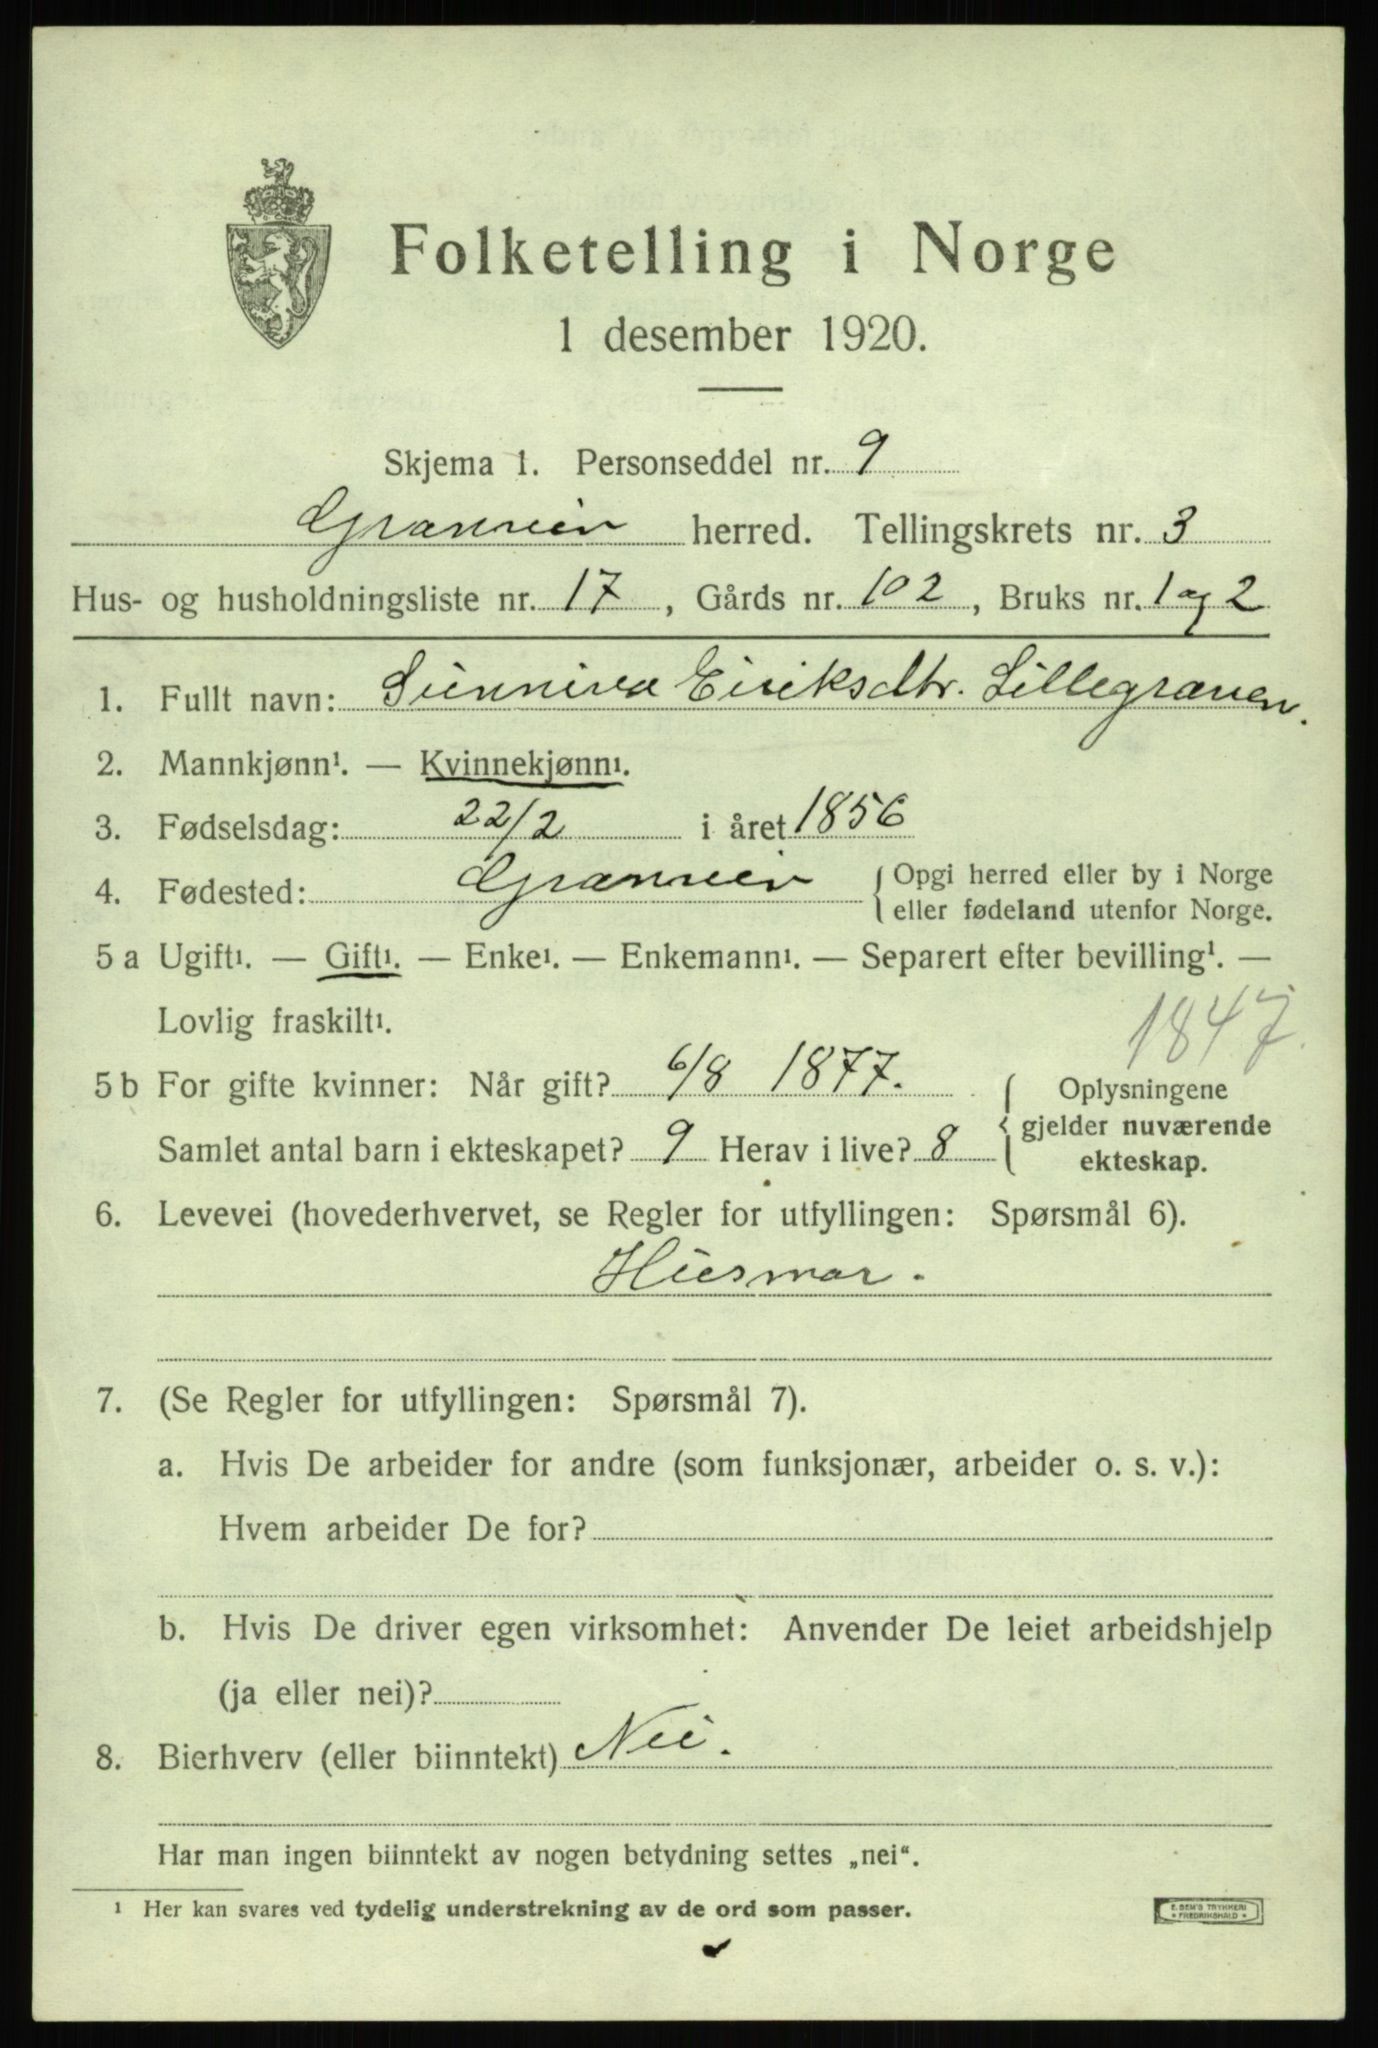 Folketelling i Norge
1 desember 1920.
Skjema 1. Personseddel nr. 9
Granvin herred. Tellingskrets nr. 3
Hus- og husholdningsliste nr. 17, Gårds nr. 102, Bruks nr. 1 og 2
1. Fullt navn: Sunniva Eiriksdtr. Lillegraven.
2. Mannkjønn¹. — Kvinnekjønn¹.
3. Fødselsdag: 22/2 i året 1856
4. Fødested: Granvin { Opgi herred eller by i Norge
eller fødeland utenfor Norge.
5 a Ugift¹. — Gift¹. — Enke¹. — Enkemann¹. — Separert efter bevilling¹. —
Lovlig fraskilt¹.
1847.
5 b For gifte kvinner: Når gift? 6/8 1877. { Oplysningene
gjelder nuværende
ekteskap.
Samlet antal barn i ekteskapet? 9 Herav i live? 8
6. Levevei (hovederhvervet, se Regler for utfyllingen: Spørsmål 6).
Husmor.
7. (Se Regler for utfyllingen: Spørsmål 7).
a. Hvis De arbeider for andre (som funksjonær, arbeider o. s. v.):
Hvem arbeider De for?
b. Hvis De driver egen virksomhet: Anvender De leiet arbeidshjelp
(ja eller nei)?
8. Bierhverv (eller biinntekt) Nei.
Har man ingen biinntekt av nogen betydning settes „nei“.
¹ Her kan svares ved tydelig understrekning av de ord som passer.
E. SEM'S TRYKKERI
• FREDRIKSHALD •